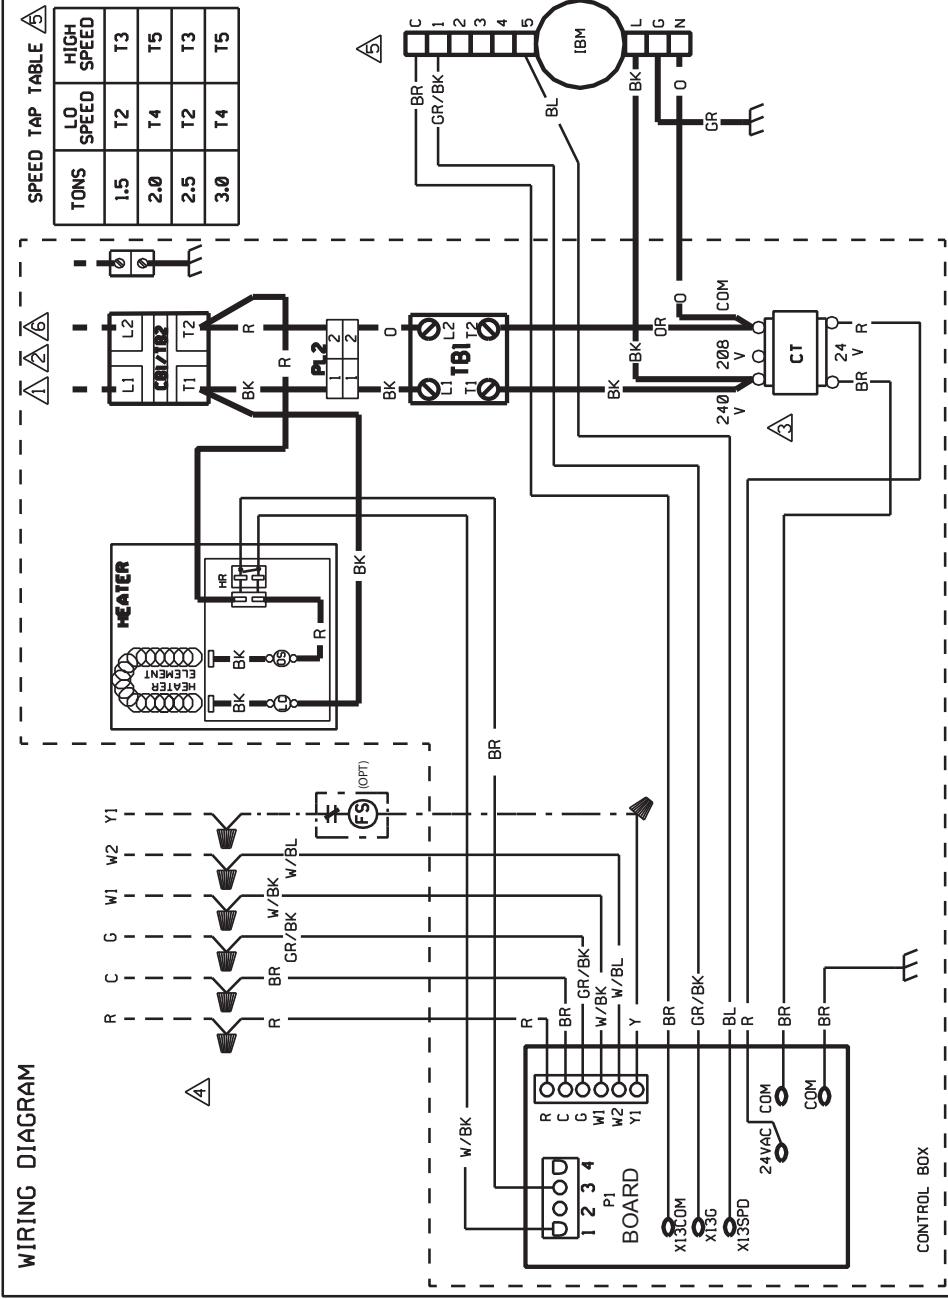 WIRING DIAGRAM
SPEED TAP TABLE 5
TONS LO SPEED HIGH SPEED
1.5 T2 T3
2.0 T4 T5
2.5 T2 T3
3.0 T4 T5
1 2 6
L1 L2
CB1/TB2
T1 T2
BK R
R
PL2
1 2
1 2
BK O
L1 L2
TB1
T1 T2
BK
BK
OR
O
240 V
208 V
COM
CT
3
BR
24 V
R
5
C
1
2
3
4
5
IBM
L
G
N
BR
GR/BK
BL
BK
O
GR
HEATER
HEATER ELEMENT
HR
BK
BK
LO
OS
R
BK
BR
W/BK
4
R
C
G
W1
W2
Y1
R
BR
GR/BK
W/BK
W/BL
FS
(OPT)
R
BR
GR/BK
W/BK
W/BL
Y
BR
GR/BK
BL
R
BR
BR
R
C
G
W1
W2
Y1
1 2 3 4
P1
BOARD
X13COM
X13G
X13SPD
24VAC
COM
COM
CONTROL BOX